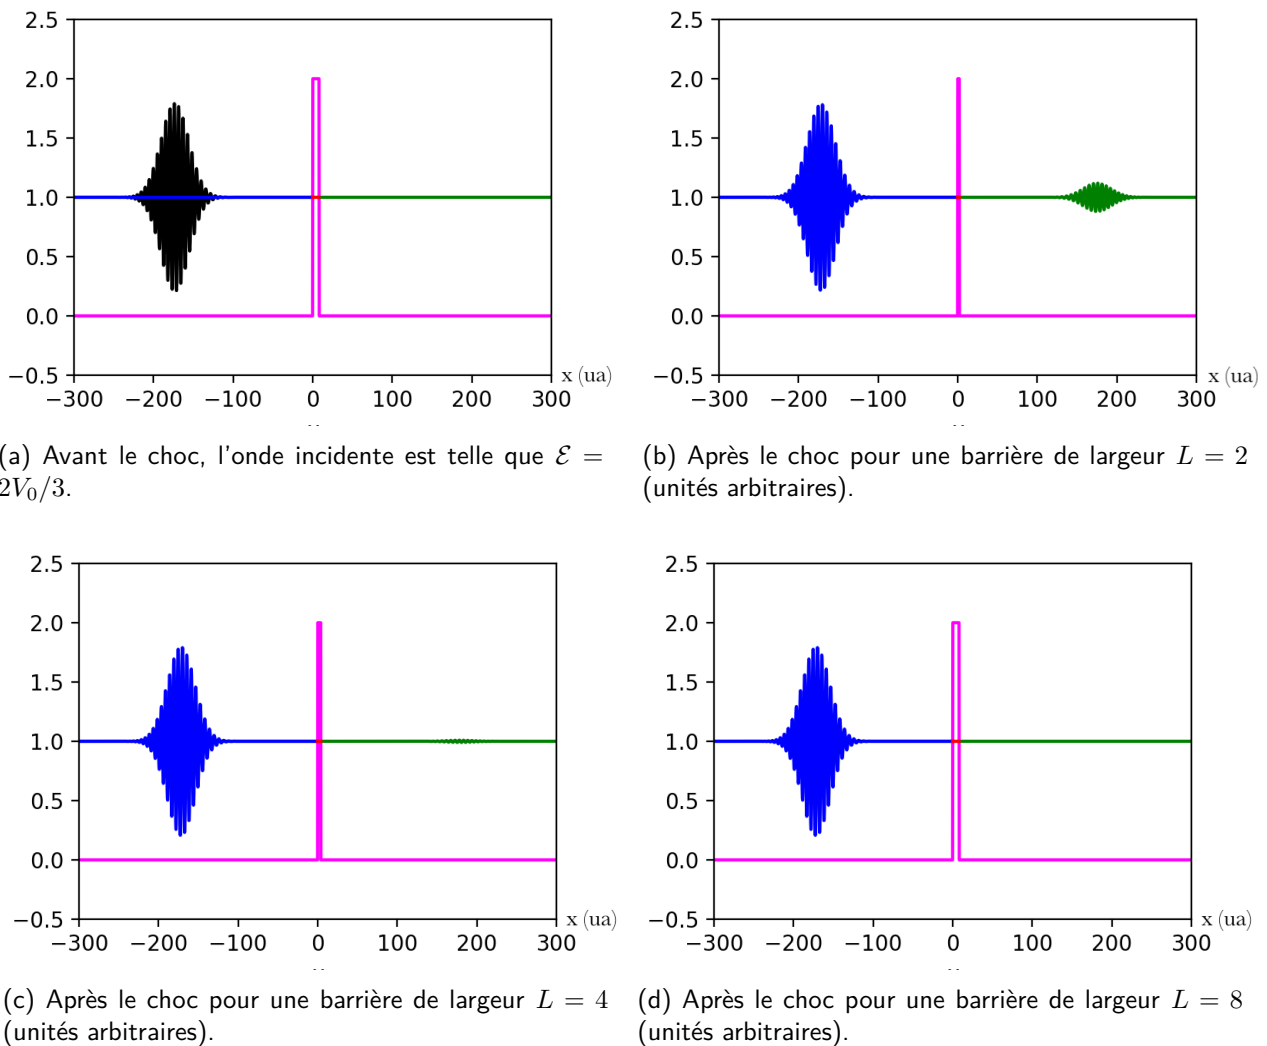 2.5
2.0
1.5
1.0
0.5
0.0
−0.5
−300 −200 −100 0 100 200 300
x (ua)
2.5
2.0
1.5
1.0
0.5
0.0
−0.5
−300 −200 −100 0 100 200 300
x (ua)
(a) Avant le choc, l'onde incidente est telle que ℰ =
2V₀/3.
(b) Après le choc pour une barrière de largeur L = 2
(unités arbitraires).
2.5
2.0
1.5
1.0
0.5
0.0
−0.5
−300 −200 −100 0 100 200 300
x (ua)
2.5
2.0
1.5
1.0
0.5
0.0
−0.5
−300 −200 −100 0 100 200 300
x (ua)
(c) Après le choc pour une barrière de largeur L = 4
(unités arbitraires).
(d) Après le choc pour une barrière de largeur L = 8
(unités arbitraires).